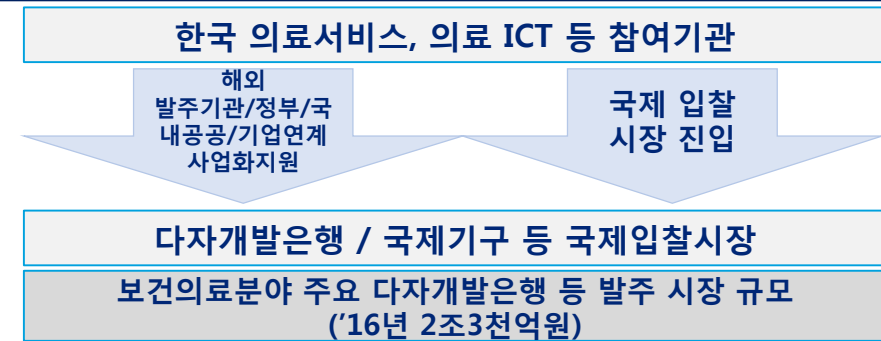 한국 의료서비스, 의료 ICT 등 참여기관
해외
발주기관/정부/국
내공공/기업연계
사업화지원
국제 입찰
시장 진입
다자개발은행 / 국제기구 등 국제입찰시장
보건의료분야 주요 다자개발은행 등 발주 시장 규모
(’16년 2조3천억원)